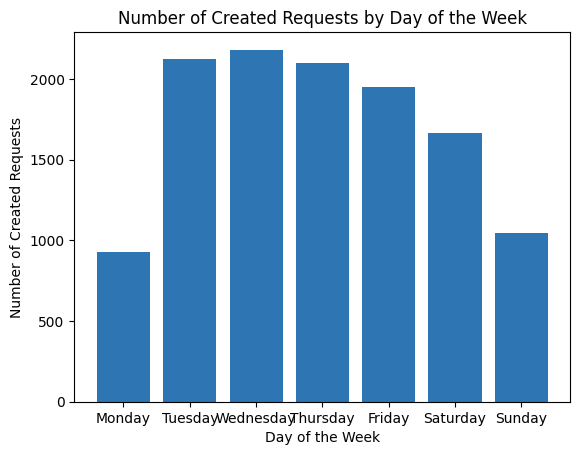 Number of Created Requests by Day of the Week
Number of Created Requests
2000
1500
1000
500
0
Monday Tuesday Wednesday Thursday Friday Saturday Sunday
Day of the Week